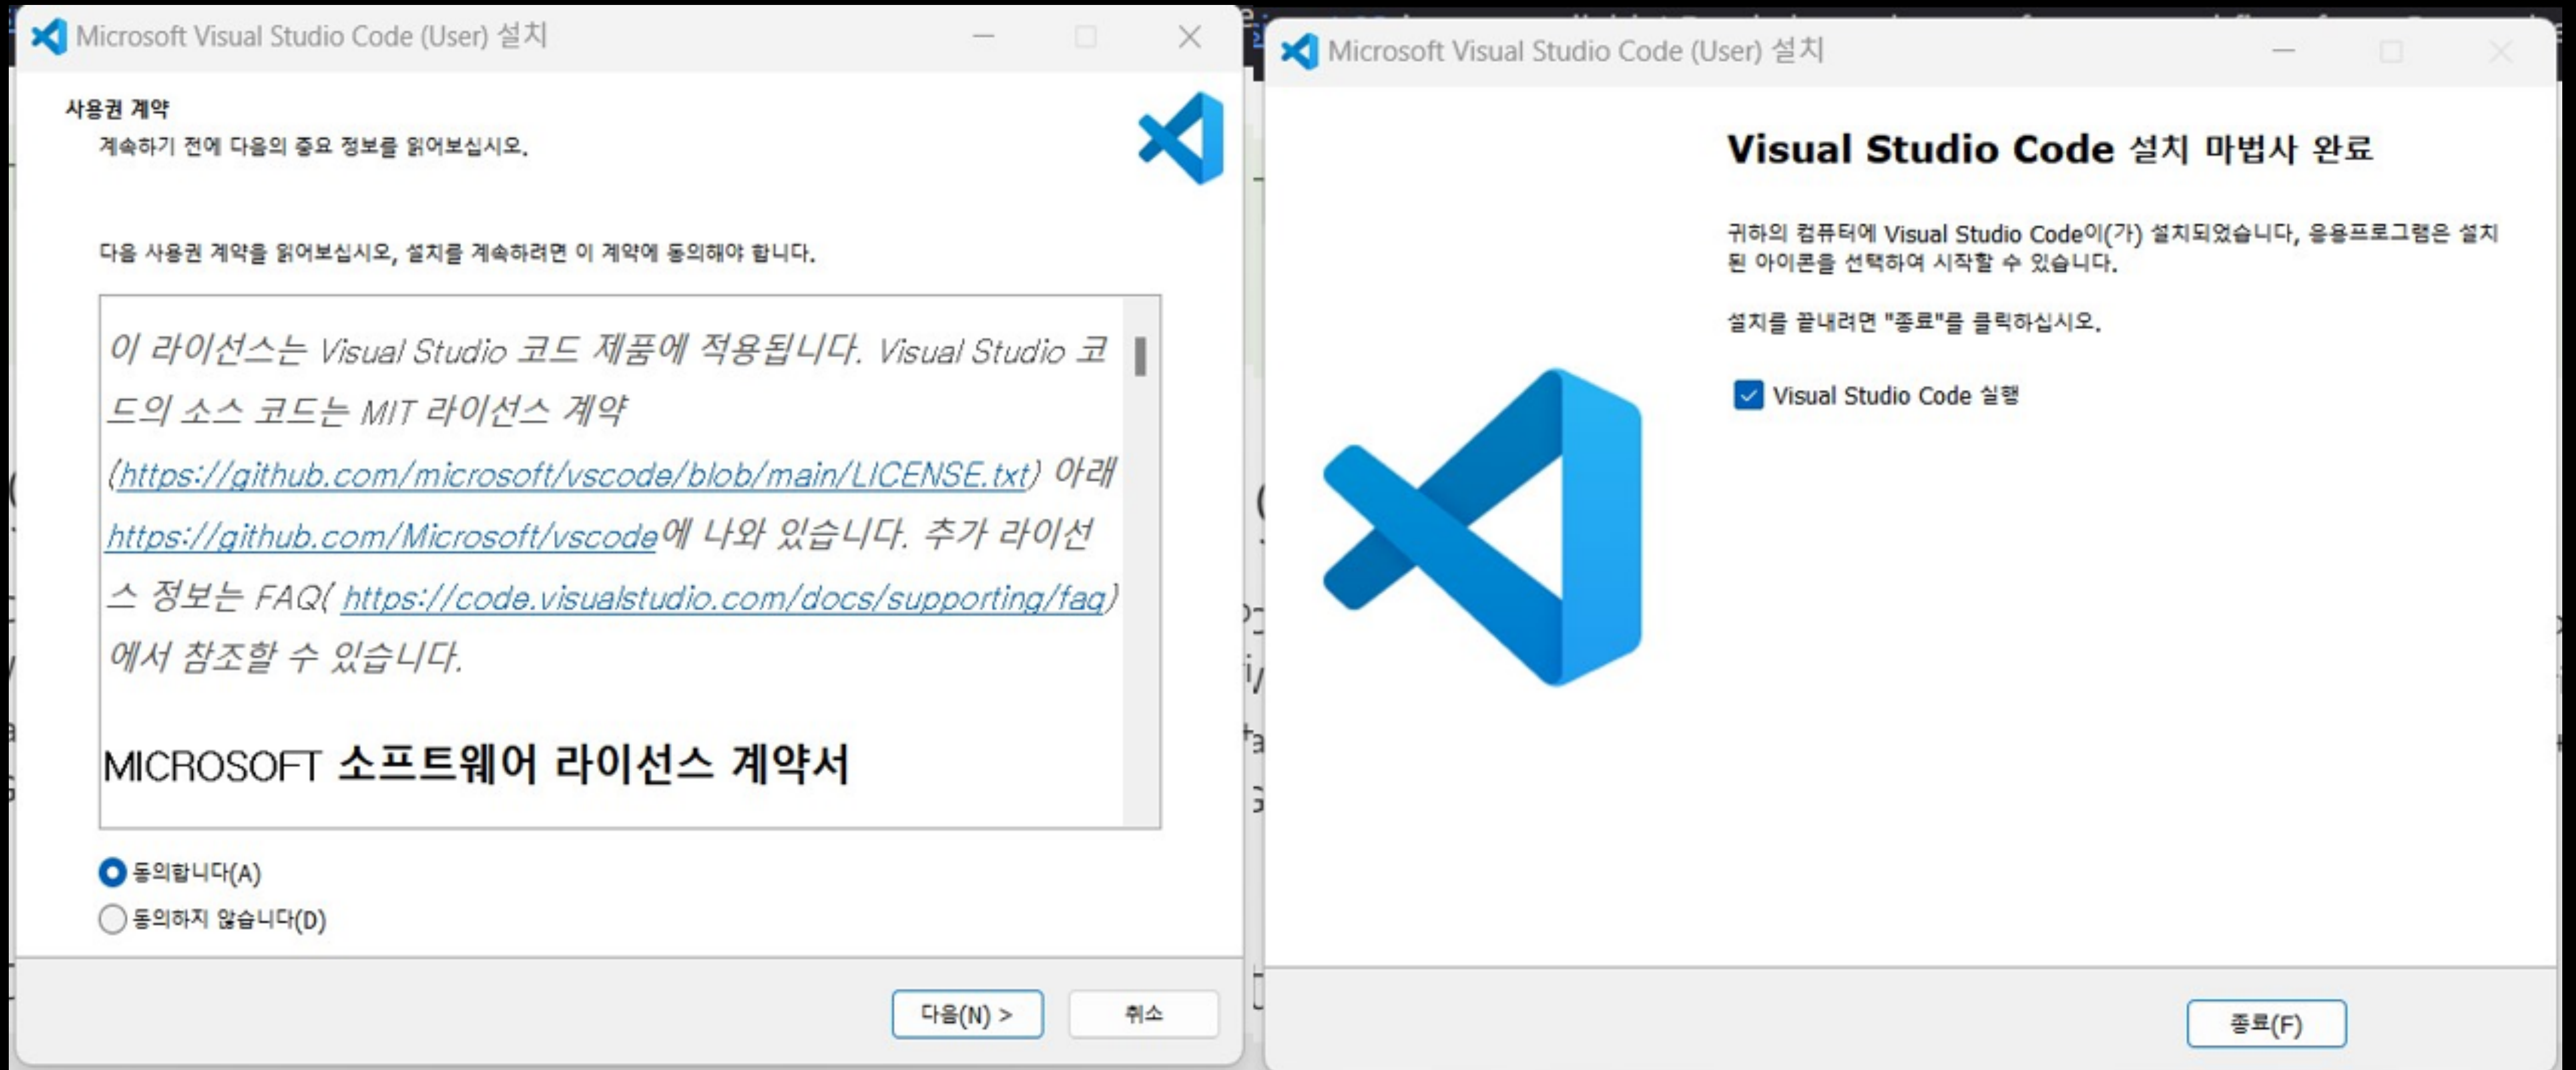 Microsoft Visual Studio Code (User) 설치
사용권 계약
계속하기 전에 다음의 중요 정보를 읽어보십시오.
다음 사용권 계약을 읽어보십시오, 설치를 계속하려면 이 계약에 동의해야 합니다.
이 라이선스는 Visual Studio 코드 제품에 적용됩니다. Visual Studio 코
드의 소스 코드는 MIT 라이선스 계약
(https://github.com/microsoft/vscode/blob/main/LICENSE.txt) 아래
https://github.com/Microsoft/vscode에 나와 있습니다. 추가 라이선
스 정보는 FAQ( https://code.visualstudio.com/docs/supporting/faq)
에서 참조할 수 있습니다.
MICROSOFT 소프트웨어 라이선스 계약서
동의합니다(A)
동의하지 않습니다(D)
다음(N) >
취소
Microsoft Visual Studio Code (User) 설치
Visual Studio Code 설치 마법사 완료
귀하의 컴퓨터에 Visual Studio Code이(가) 설치되었습니다, 응용프로그램은 설치
된 아이콘을 선택하여 시작할 수 있습니다.
설치를 끝내려면 "종료"를 클릭하십시오.
Visual Studio Code 실행
종료(F)